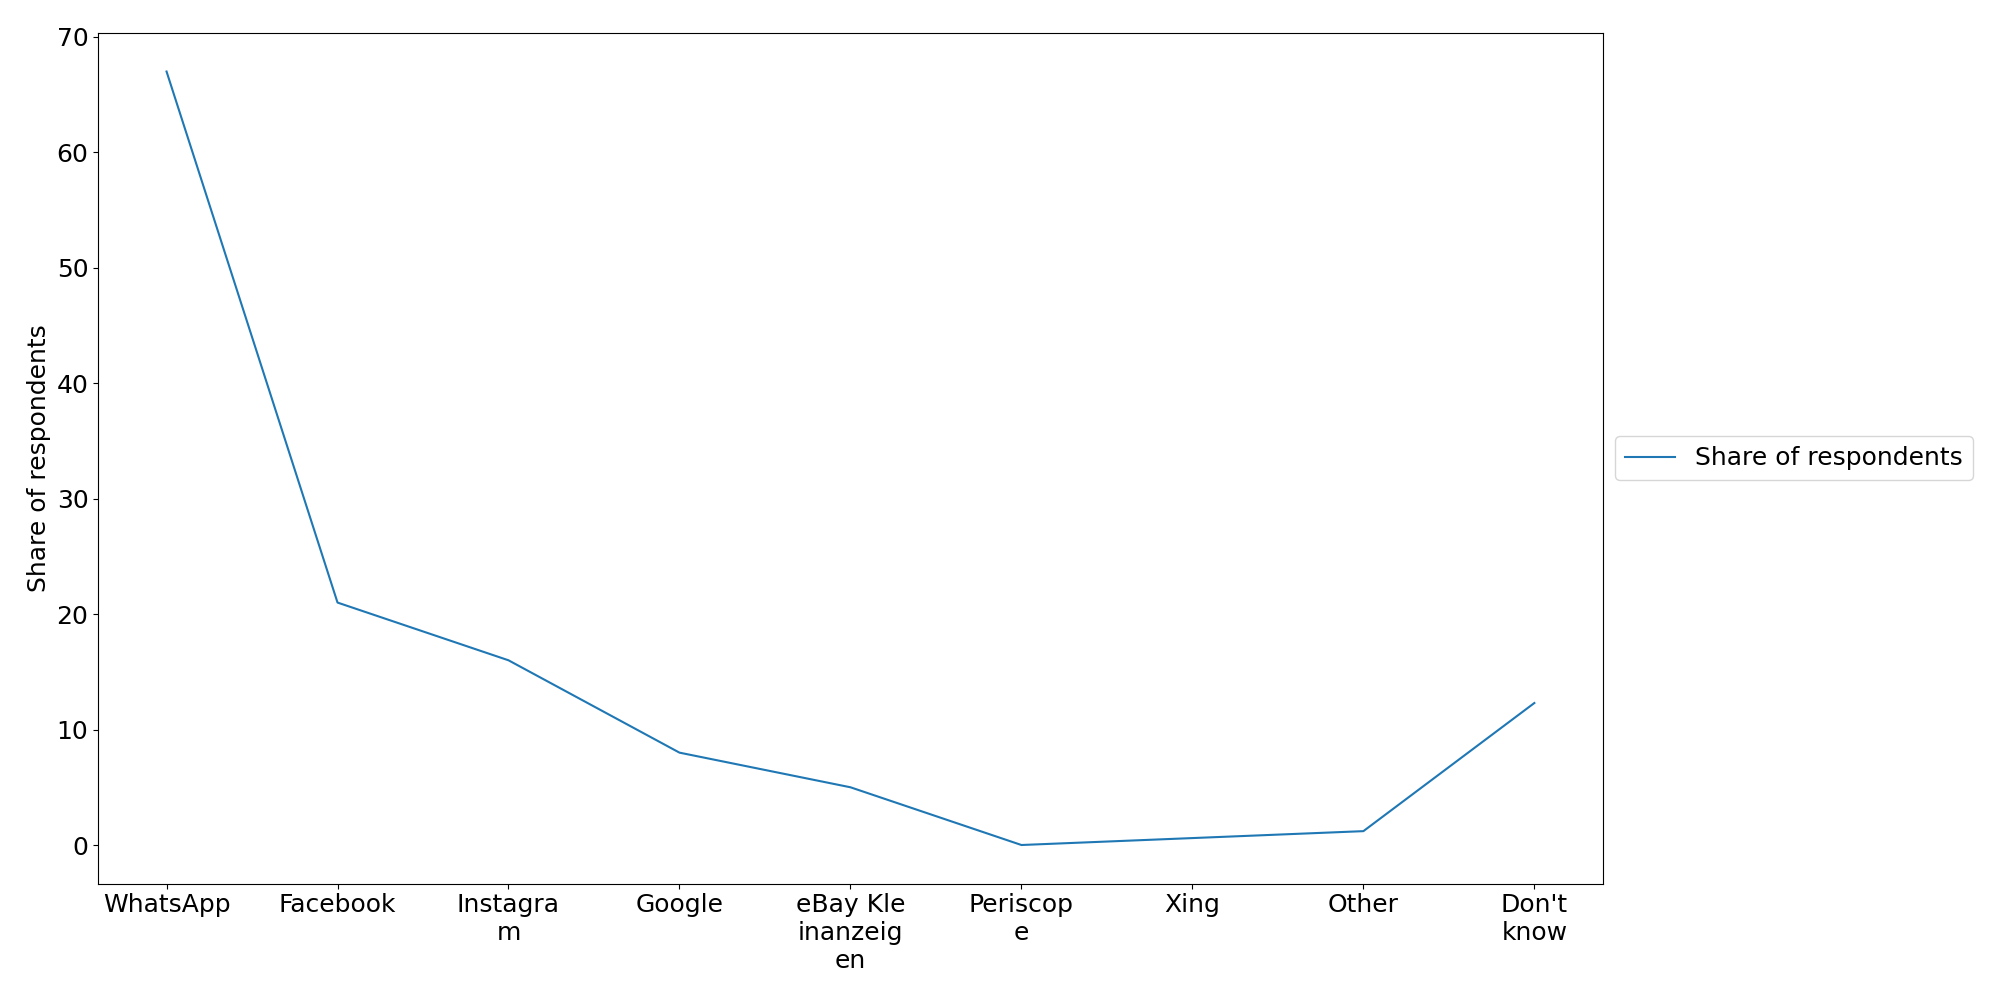 70
60
50
40
30
20
10
0
Share of respondents
WhatsApp
Facebook
Instagra
m
Google
eBay Kle
inanzeig
en
Periscop
e
Xing
Other
Don't
know
Share of respondents